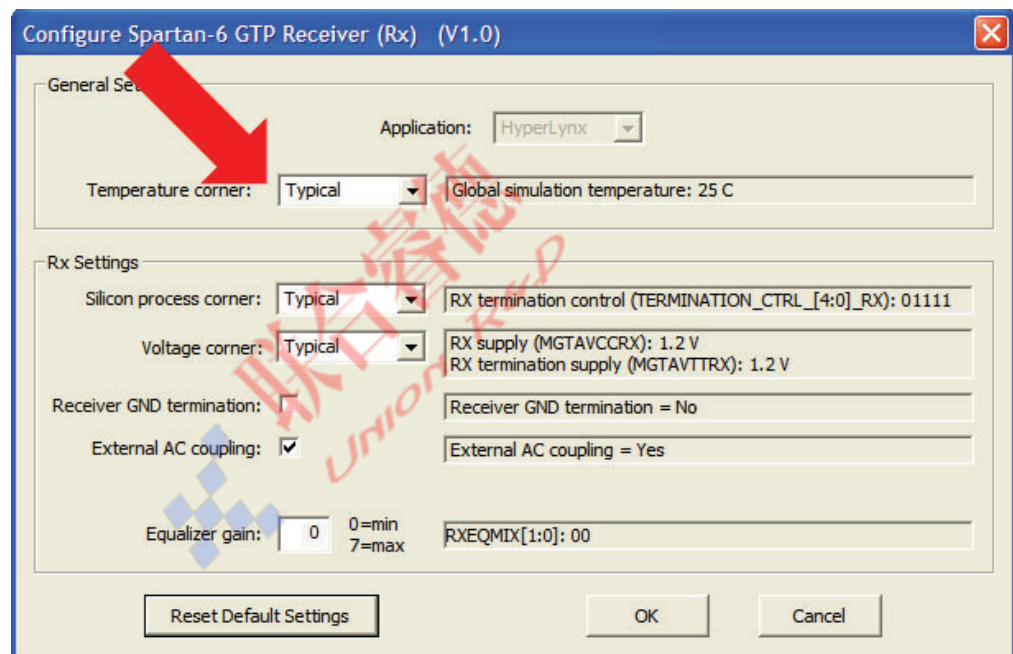 Configure Spartan-6 GTP Receiver (Rx) (V1.0)
General Set
Application: HyperLynx
Temperature corner: Typical Global simulation temperature: 25 C
Rx Settings
Silicon process corner: Typical RX termination control (TERMINATION_CTRL_[4:0]_RX): 01111
Voltage corner: Typical RX supply (MGTAVCCRX): 1.2 V
RX termination supply (MGTAVTTRX): 1.2 V
Receiver GND termination: Receiver GND termination = No
External AC coupling: External AC coupling = Yes
Equalizer gain: 0 0=min
7=max
RXEQMIX[1:0]: 00
Reset Default Settings OK Cancel
联合睿德
UNION R&D